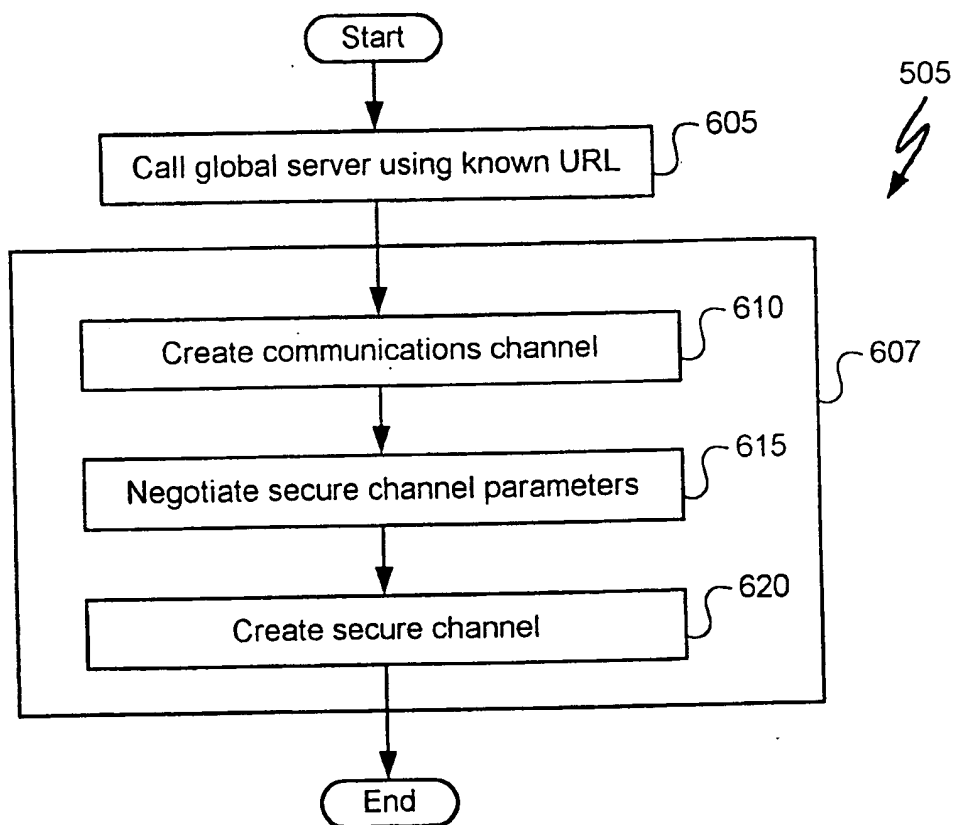 Start
505
605
Call global server using known URL
610
Create communications channel
607
615
Negotiate secure channel parameters
620
Create secure channel
End